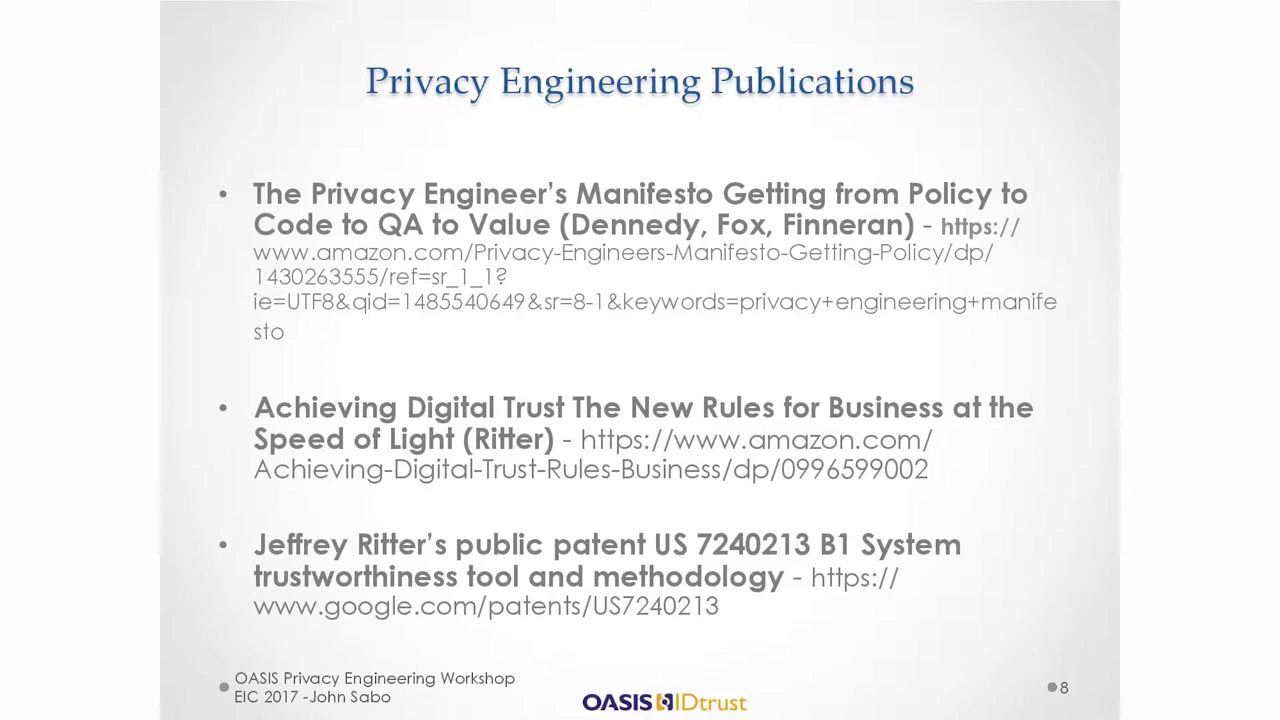 Privacy Engineering Publications
• The Privacy Engineer’s Manifesto Getting from Policy to
Code to QA to Value (Dennedy, Fox, Finneran) - https://
www.amazon.com/Privacy-Engineers-Manifesto-Getting-Policy/dp/
1430263555/ref=sr_1_1?
ie=UTF8&qid=1485540649&sr=8-1&keywords=privacy+engineering+manife
sto
• Achieving Digital Trust The New Rules for Business at the
Speed of Light (Ritter) - https://www.amazon.com/
Achieving-Digital-Trust-Rules-Business/dp/0996599002
• Jeffrey Ritter’s public patent US 7240213 B1 System
trustworthiness tool and methodology - https://
www.google.com/patents/US7240213
OASIS Privacy Engineering Workshop
EIC 2017 -John Sabo
OASIS IDtrust
8